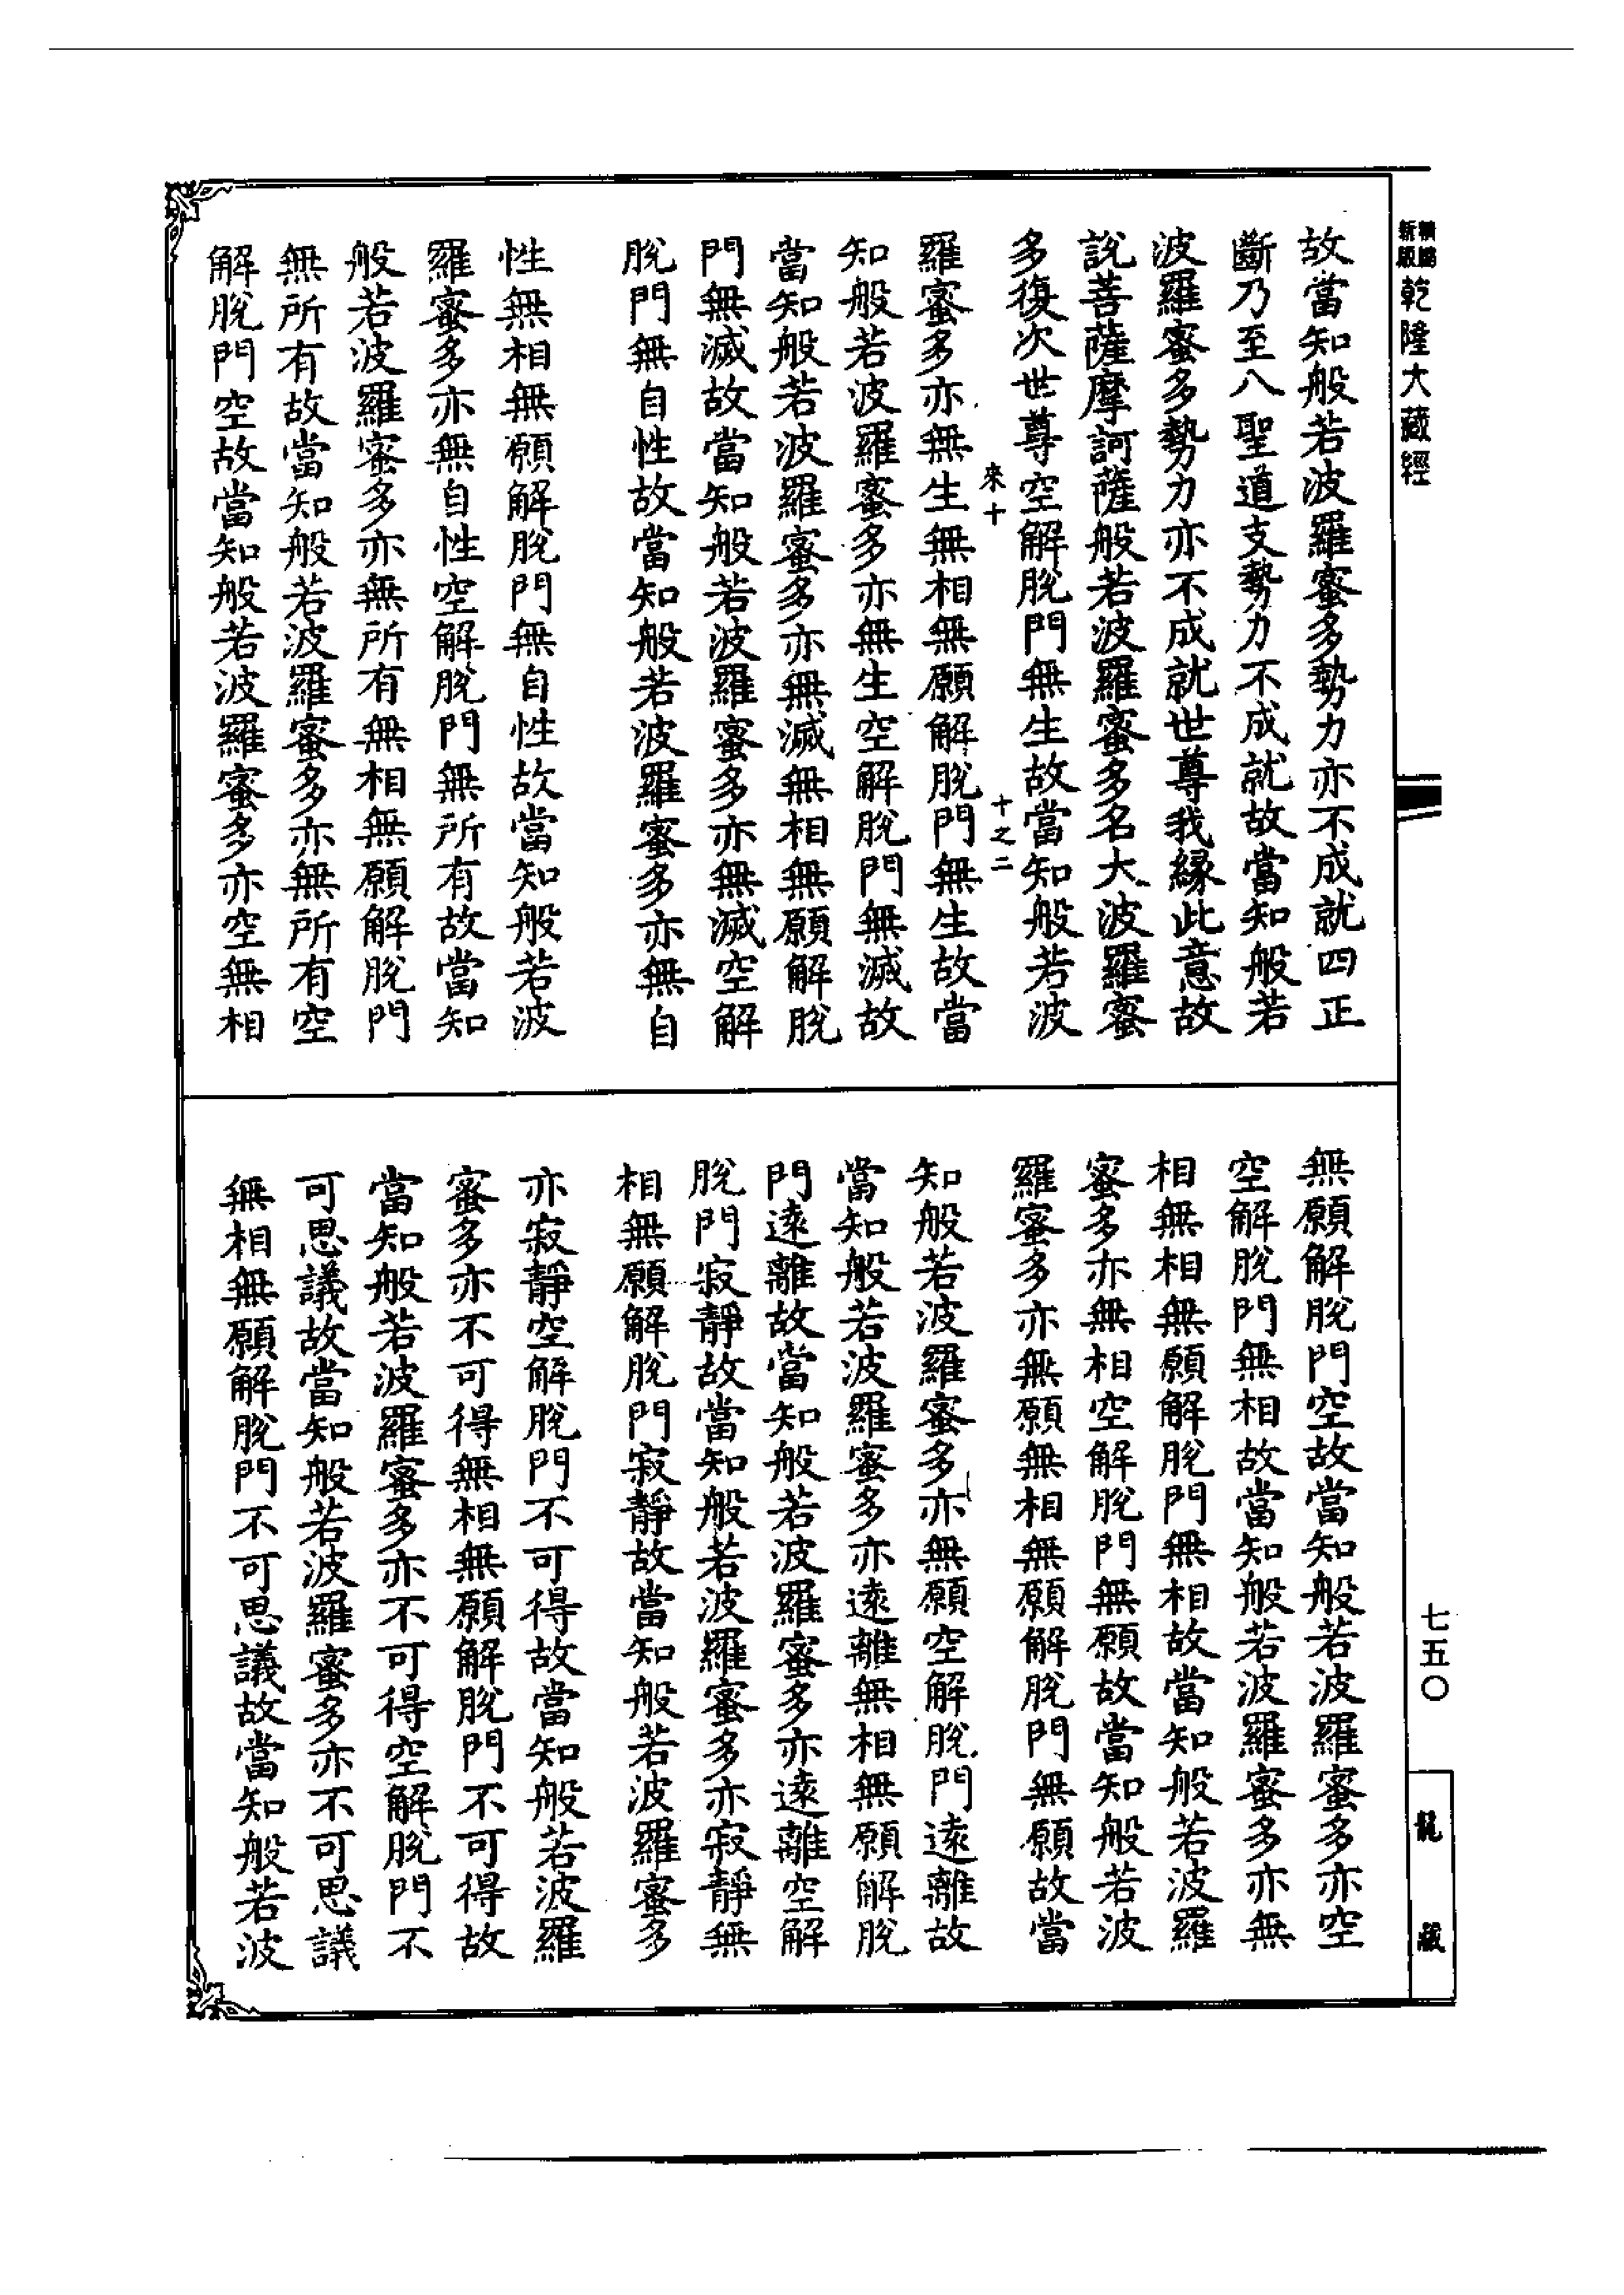 新版
精縮
乾隆大藏經
七五〇
龍藏
故當知般若波羅蜜多勢力亦不成就四正
斷乃至八聖道支勢力不成就故當知般若
波羅蜜多勢力亦不成就世尊我緣此意故
說菩薩摩訶薩般若波羅蜜多名大波羅蜜
多復次世尊空解脫門無生故當知般若波
來十
十之二
羅蜜多亦無生無相無願解脫門無生故當
知般若波羅蜜多亦無生空解脫門無滅故
當知般若波羅蜜多亦無滅無相無願解脫
門無滅故當知般若波羅蜜多亦無滅空解
脫門無自性故當知般若波羅蜜多亦無自
性無相無願解脫門無自性故當知般若波
羅蜜多亦無自性空解脫門無所有故當知
般若波羅蜜多亦無所有無相無願解脫門
無所有故當知般若波羅蜜多亦無所有空
解脫門空故當知般若波羅蜜多亦空無相
無願解脫門空故當知般若波羅蜜多亦空
空解脫門無相故當知般若波羅蜜多亦無
相無相無願解脫門無相故當知般若波羅
蜜多亦無相空解脫門無願故當知般若波
羅蜜多亦無願無相無願解脫門無願故當
知般若波羅蜜多亦無願空解脫門遠離故
當知般若波羅蜜多亦遠離無相無願解脫
門遠離故當知般若波羅蜜多亦遠離空解
脫門寂靜故當知般若波羅蜜多亦寂靜無
相無願解脫門寂靜故當知般若波羅蜜多
亦寂靜空解脫門不可得故當知般若波羅
蜜多亦不可得無相無願解脫門不可得故
當知般若波羅蜜多亦不可得空解脫門不
可思議故當知般若波羅蜜多亦不可思議
無相無願解脫門不可思議故當知般若波